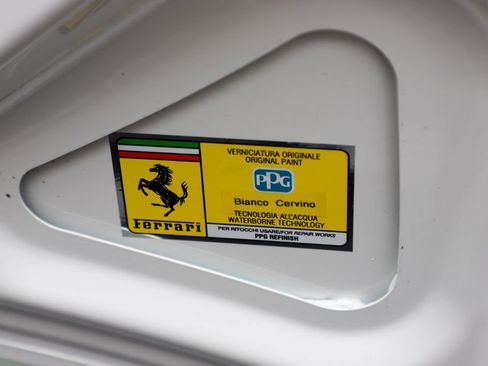 VERNICIATURA ORIGINALE
ORIGINAL PAINT
PPG
Bianco Cervino
TECNOLOGIA ALL'ACQUA
WATERBORNE TECHNOLOGY
Ferrari
PER RITOCCHI USARE/FOR REPAIR WORKS
PPG REFINISH